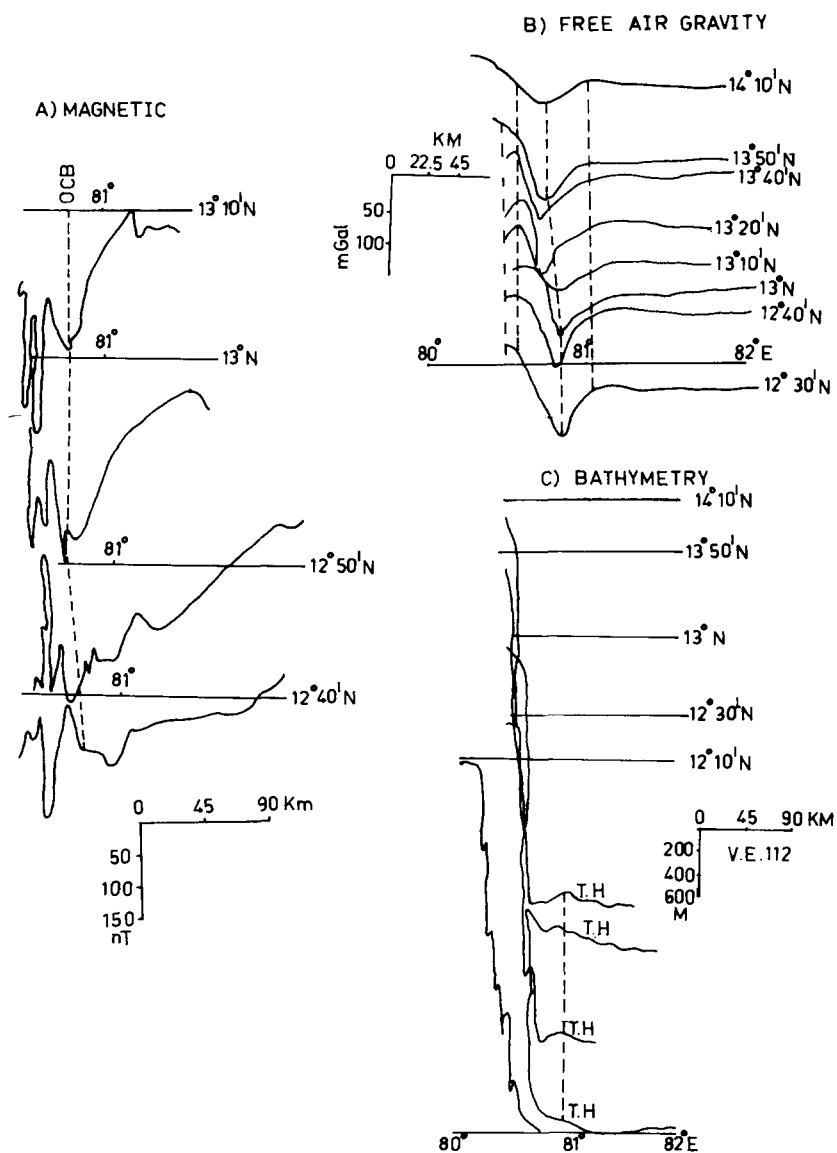 A) MAGNETIC
OCB
81°
13°10'N
81°
13°N
81°
12°50'N
81°
12°40'N
0 45 90 Km
50
100
150
nT
B) FREE AIR GRAVITY
14°10'N
KM
0 22.5 45
50
100
mGal
13°50'N
13°40'N
13°20'N
13°10'N
13°N
12°40'N
80° 81° 82°E
12°30'N
C) BATHYMETRY
14°10'N
13°50'N
13°N
12°30'N
12°10'N
0 45 90 KM
200
400
600
M
V.E.112
T.H
T.H
T.H
T.H
80° 81° 82°E